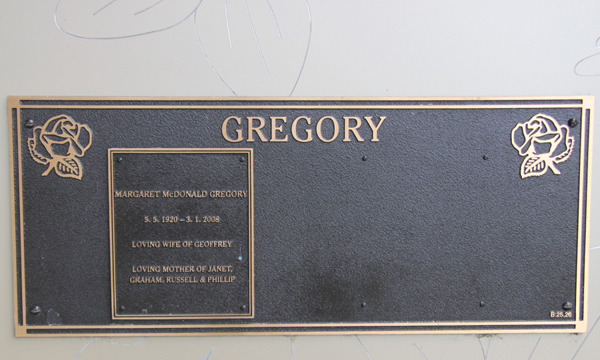 GREGORY
MARGARET McDONALD GREGORY
5. 5. 1920 – 3. 1. 2008
LOVING WIFE OF GEOFFREY
LOVING MOTHER OF JANET,
GRAHAM, RUSSELL & PHILLIP
B:25.26